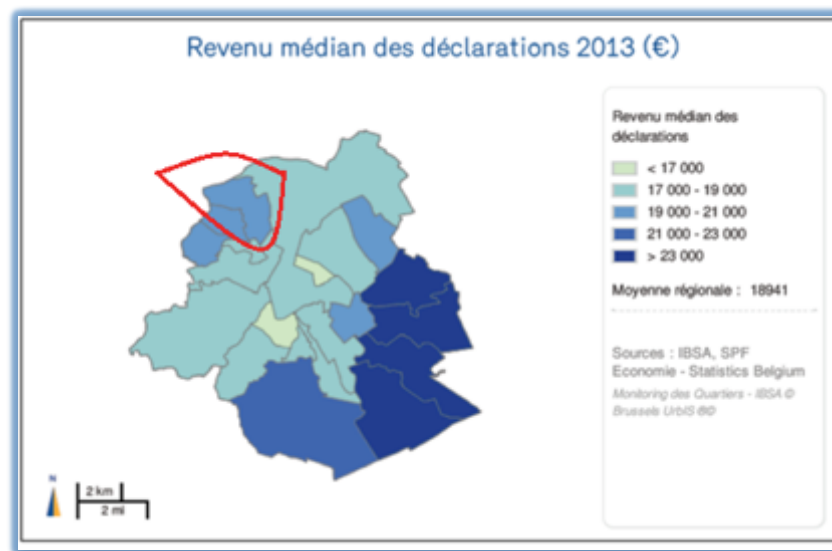 Revenu médian des déclarations 2013 (€)
Revenu médian des
déclarations
< 17 000
17 000 - 19 000
19 000 - 21 000
21 000 - 23 000
> 23 000
Moyenne régionale : 18941
Sources : IBSA, SPF
Economie - Statistics Belgium
Monitoring des Quartiers - IBSA ©
Brussels UrbIS ®©
N
2 km
2 mi